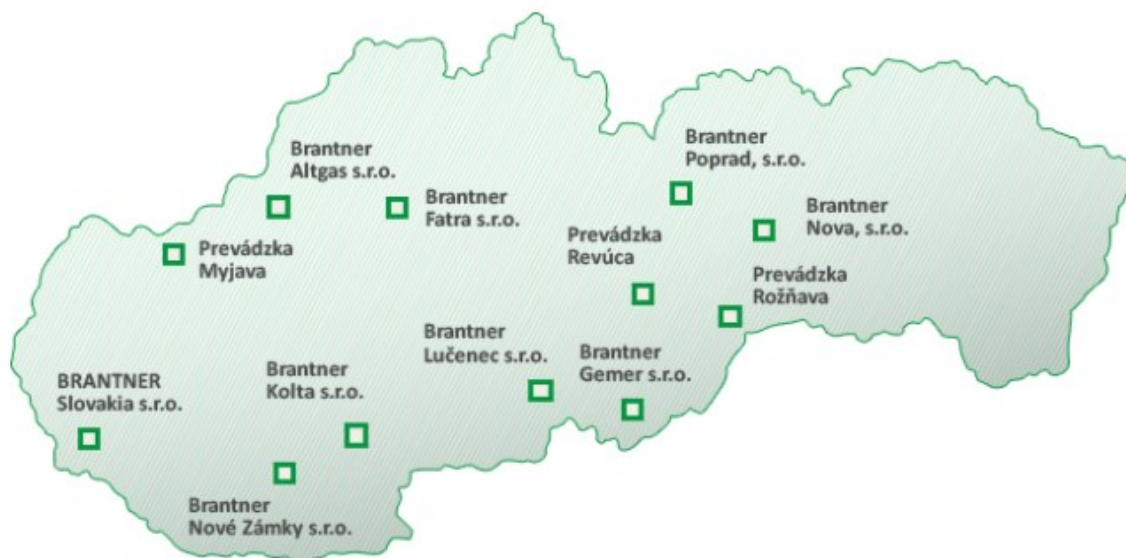 Brantner
Poprad, s.r.o.
Brantner
Altgas s.r.o.
Brantner
Fatra s.r.o.
Brantner
Nova, s.r.o.
Prevádzka
Myjava
Prevádzka
Revúca
Prevádzka
Rožňava
Brantner
Lučenec s.r.o.
Brantner
Gemer s.r.o.
Brantner
Kolta s.r.o.
BRANTNER
Slovakia s.r.o.
Brantner
Nové Zámky s.r.o.